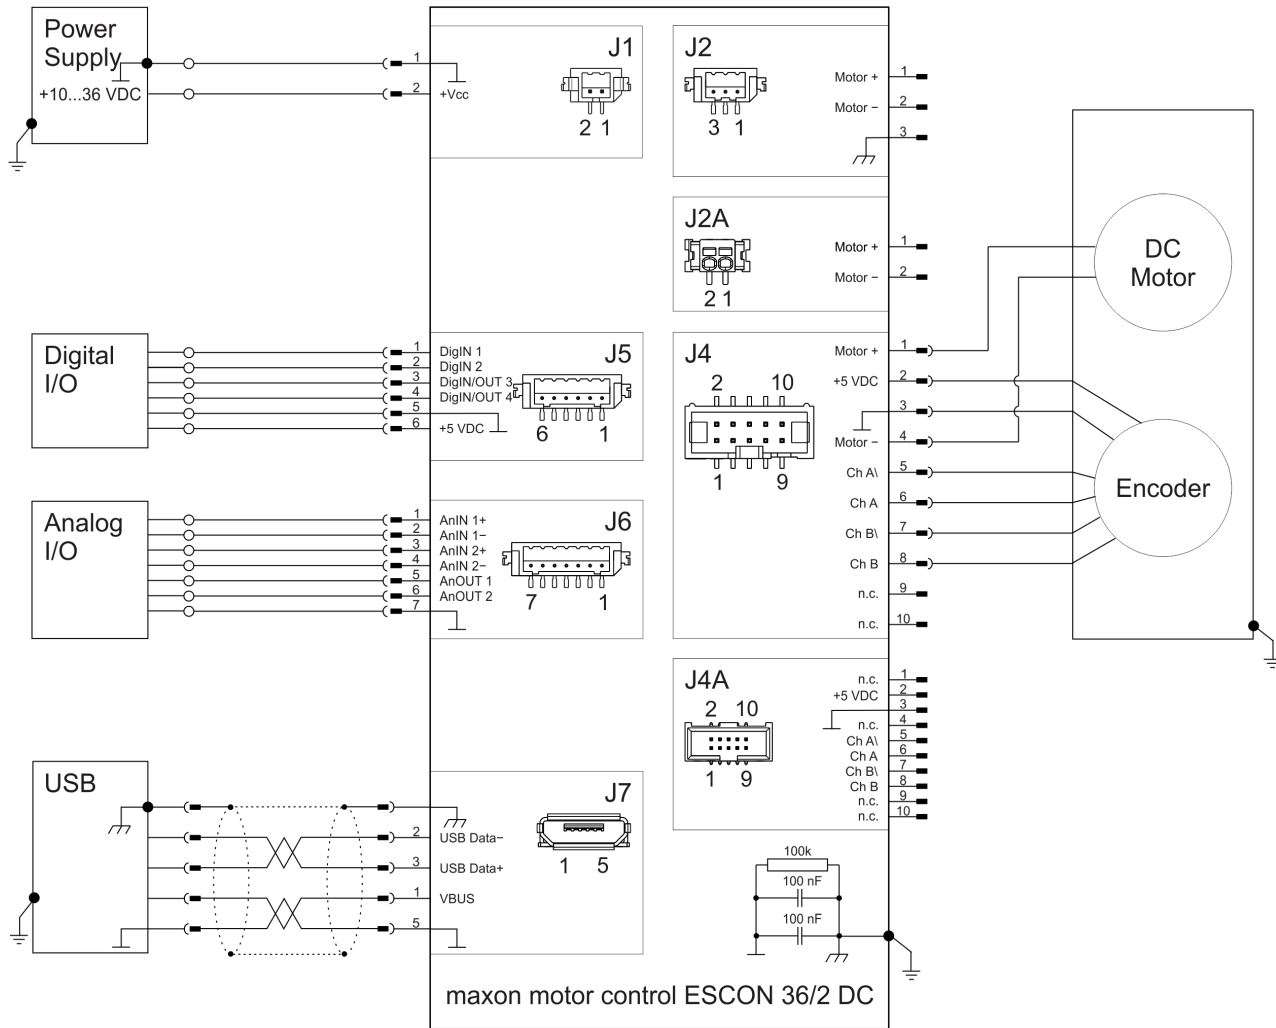 Power
Supply
+10...36 VDC
1
2
+Vcc
J1
2 1
J2
3 1
Motor +
1
Motor −
2
3
J2A
2 1
Motor +
1
Motor −
2
DC
Motor
Digital
I/O
1
DigIN 1
2
DigIN 2
3
DigIN/OUT 3
4
DigIN/OUT 4
5
6
+5 VDC
J5
6 1
J4
2 10
1 9
Motor +
1
+5 VDC
2
3
Motor −
4
Ch A\
5
Ch A
6
Ch B\
7
Ch B
8
n.c.
9
n.c.
10
Encoder
Analog
I/O
1
AnIN 1+
2
AnIN 1−
3
AnIN 2+
4
AnIN 2−
5
AnOUT 1
6
AnOUT 2
7
J6
7 1
J4A
2 10
1 9
n.c.
1
+5 VDC
2
3
n.c.
4
Ch A\
5
Ch A
6
Ch B\
7
Ch B
8
n.c.
9
n.c.
10
USB
2
USB Data−
3
USB Data+
1
VBUS
5
J7
1 5
100k
100 nF
100 nF
maxon motor control ESCON 36/2 DC